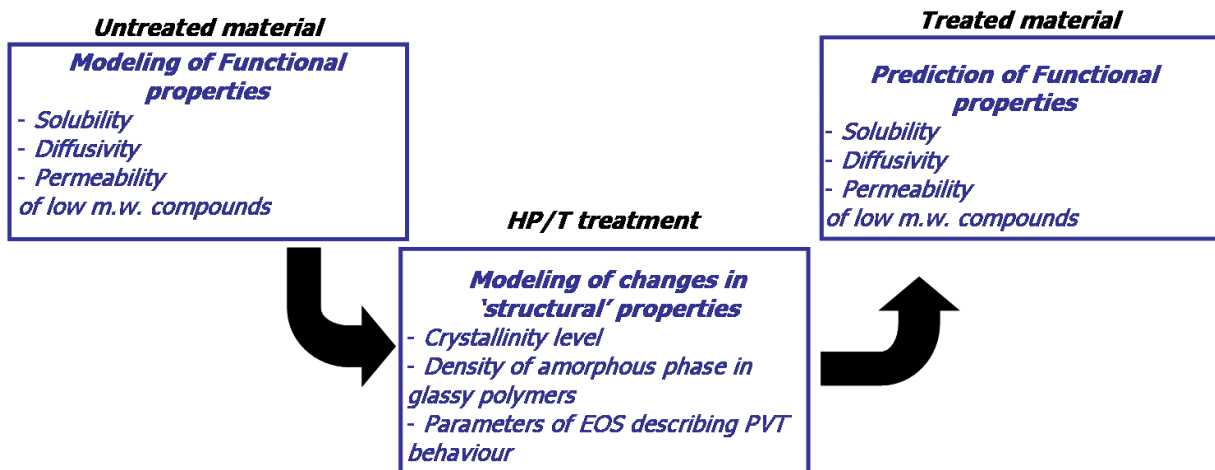 Untreated material
Modeling of Functional
properties
- Solubility
- Diffusivity
- Permeability
of low m.w. compounds
HP/T treatment
Modeling of changes in
‘structural’ properties
- Crystallinity level
- Density of amorphous phase in
glassy polymers
- Parameters of EOS describing PVT
behaviour
Treated material
Prediction of Functional
properties
- Solubility
- Diffusivity
- Permeability
of low m.w. compounds